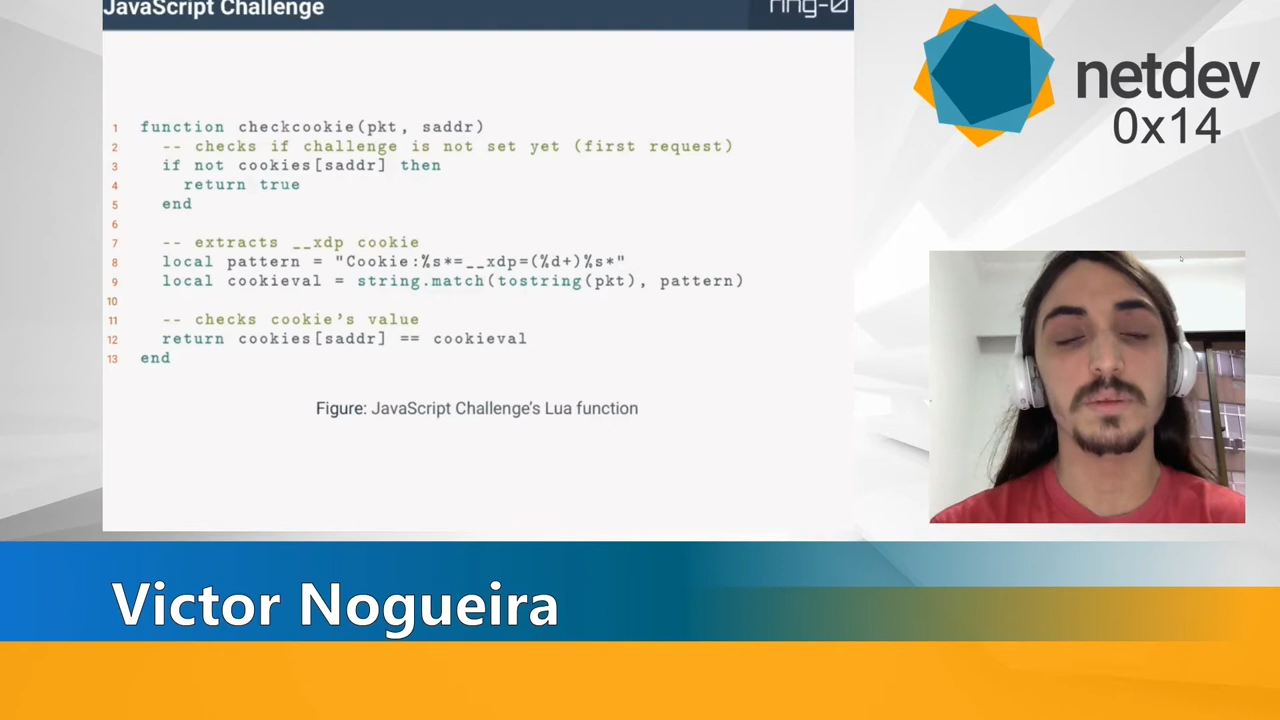 JavaScript Challenge
ring-0
netdev
0x14
1 function checkcookie(pkt, saddr)
2 -- checks if challenge is not set yet (first request)
3 if not cookies[saddr] then
4 return true
5 end
6
7 -- extracts __xdp cookie
8 local pattern = "Cookie:%s*=__xdp=(%d+)%s*"
9 local cookieval = string.match(tostring(pkt), pattern)
10
11 -- checks cookie's value
12 return cookies[saddr] == cookieval
13 end
Figure: JavaScript Challenge's Lua function
Victor Nogueira